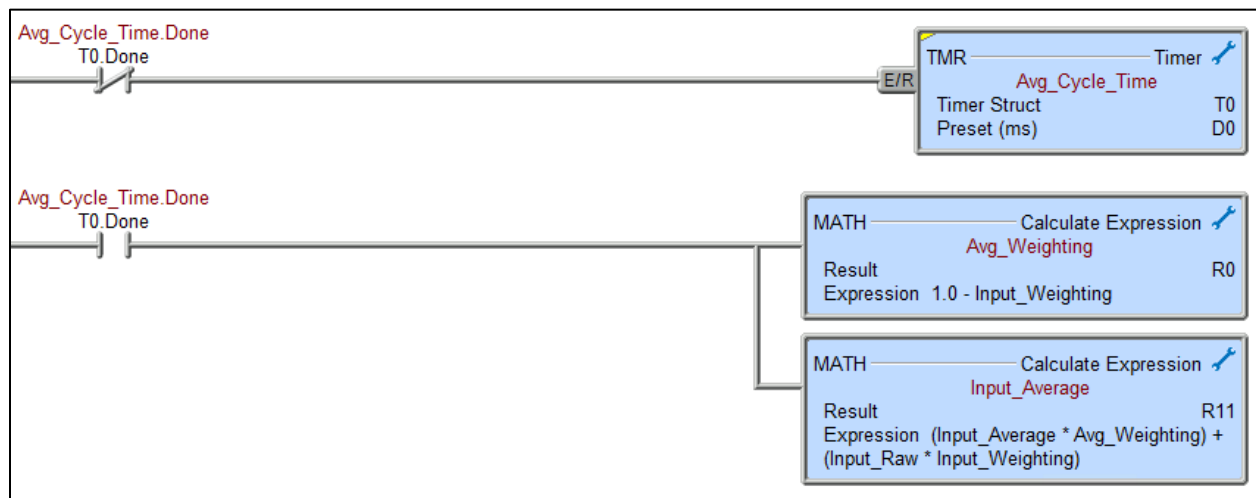 Avg_Cycle_Time.Done
T0.Done
E/R
TMR Timer
Avg_Cycle_Time
Timer Struct T0
Preset (ms) D0
Avg_Cycle_Time.Done
T0.Done
MATH Calculate Expression
Avg_Weighting
Result R0
Expression 1.0 - Input_Weighting
MATH Calculate Expression
Input_Average
Result R11
Expression (Input_Average * Avg_Weighting) +
(Input_Raw * Input_Weighting)